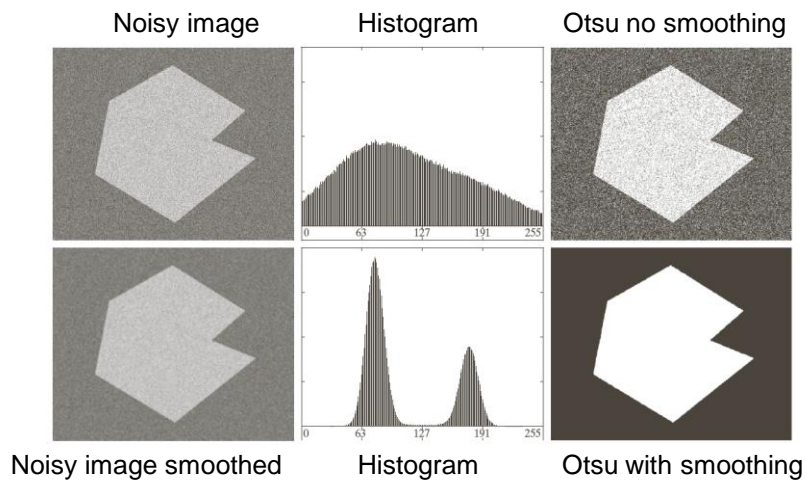 Noisy image Histogram Otsu no smoothing
0 63 127 191 255
0 63 127 191 255
Noisy image smoothed Histogram Otsu with smoothing